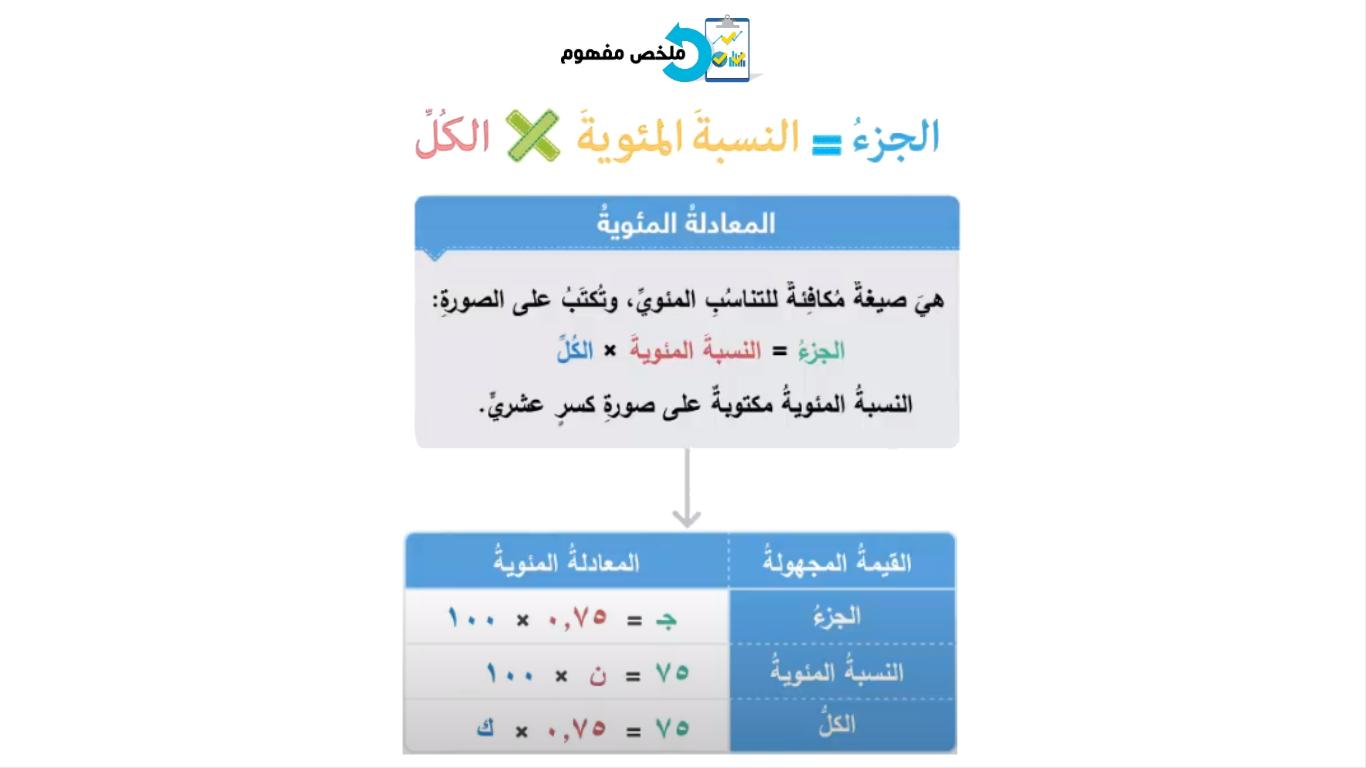 ملخص مفهوم
الجزءُ = النسبةَ المئويةَ × الكُلِّ
المعادلةُ المئويةُ
هيَ صيغةٌ مُكافِئةٌ للتناسُبِ المئويِّ، وتُكتَبُ على الصورةِ:
الجزءُ = النسبةَ المئويةَ × الكُلِّ
النسبةُ المئويةُ مكتوبةٌ على صورةِ كسرٍ عشريٍّ.
القيمةُ المجهولةُ المعادلةُ المئويةُ
الجزءُ جـ = ٠,٧٥ × ١٠٠
النسبةُ المئويةُ ٧٥ = ن × ١٠٠
الكلُّ ٧٥ = ٠,٧٥ × ك